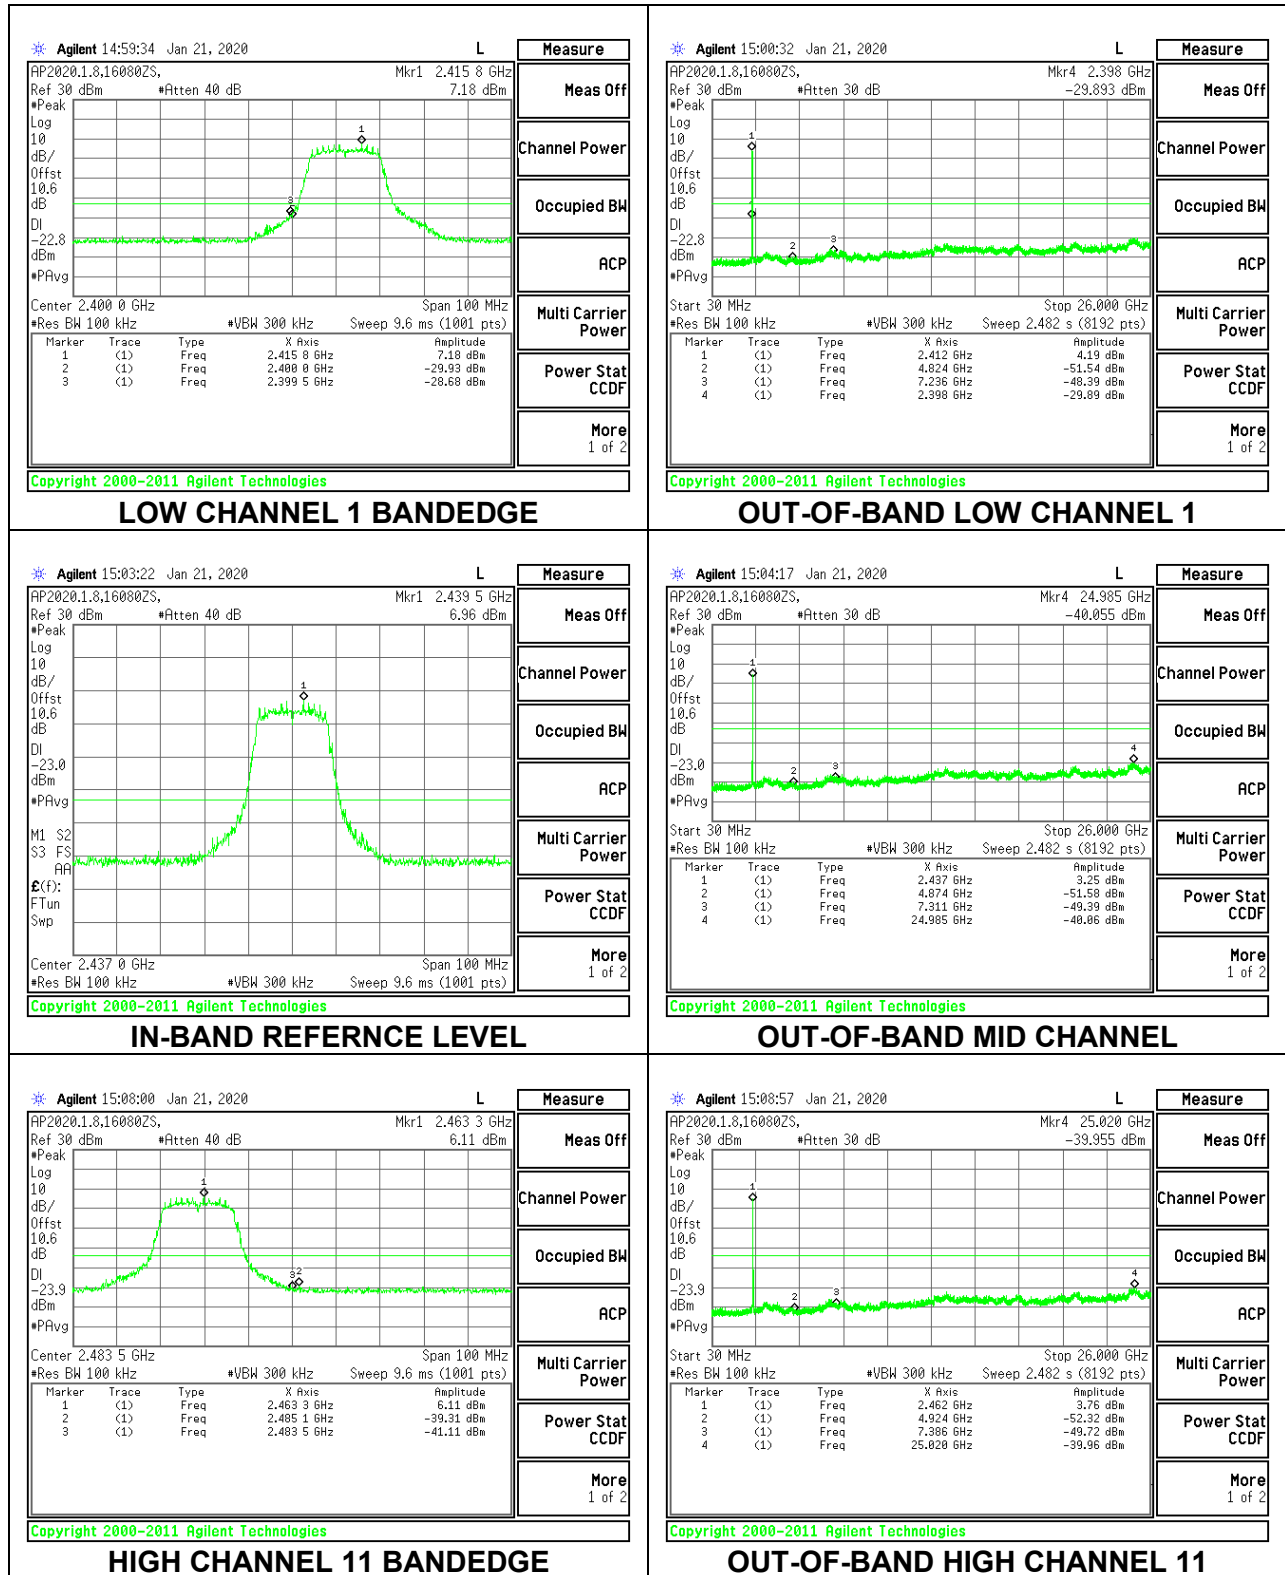 Agilent 14:59:34 Jan 21, 2020 L Measure
AP2020.1.8,16080ZS, Mkr1 2.415 8 GHz
Ref 30 dBm #Atten 40 dB 7.18 dBm Meas Off
#Peak
Log
10
dB/ Channel Power
Offst
10.6
dB Occupied BW
DI
-22.8
dBm ACP
#PAvg
1
3
Center 2.400 0 GHz Span 100 MHz
#Res BW 100 kHz #VBW 300 kHz Sweep 9.6 ms (1001 pts) Multi Carrier Power
Marker Trace Type X Axis Amplitude
1 (1) Freq 2.415 8 GHz 7.18 dBm
2 (1) Freq 2.400 0 GHz -29.93 dBm
3 (1) Freq 2.399 5 GHz -28.68 dBm
Power Stat CCDF
More
1 of 2
Copyright 2000-2011 Agilent Technologies
LOW CHANNEL 1 BANDEDGE
Agilent 15:00:32 Jan 21, 2020 L Measure
AP2020.1.8,16080ZS, Mkr4 2.398 GHz
Ref 30 dBm #Atten 30 dB -29.893 dBm Meas Off
#Peak
Log
10
dB/ Channel Power
Offst
10.6
dB Occupied BW
DI
-22.8
dBm ACP
#PAvg
1
2
3
Start 30 MHz Stop 26.000 GHz
#Res BW 100 kHz #VBW 300 kHz Sweep 2.482 s (8192 pts) Multi Carrier Power
Marker Trace Type X Axis Amplitude
1 (1) Freq 2.412 GHz 4.19 dBm
2 (1) Freq 4.824 GHz -51.54 dBm
3 (1) Freq 7.236 GHz -48.39 dBm
4 (1) Freq 2.398 GHz -29.89 dBm
Power Stat CCDF
More
1 of 2
Copyright 2000-2011 Agilent Technologies
OUT-OF-BAND LOW CHANNEL 1
Agilent 15:03:22 Jan 21, 2020 L Measure
AP2020.1.8,16080ZS, Mkr1 2.439 5 GHz
Ref 30 dBm #Atten 40 dB 6.96 dBm Meas Off
#Peak
Log
10
dB/ Channel Power
Offst
10.6
dB Occupied BW
DI
-23.0
dBm ACP
#PAvg
1
M1 S2 Multi Carrier
S3 FS Power
AA
£(f):
FTun Power Stat
Swp CCDF
Center 2.437 0 GHz Span 100 MHz
#Res BW 100 kHz #VBW 300 kHz Sweep 9.6 ms (1001 pts)
More
1 of 2
Copyright 2000-2011 Agilent Technologies
IN-BAND REFERNCE LEVEL
Agilent 15:04:17 Jan 21, 2020 L Measure
AP2020.1.8,16080ZS, Mkr4 24.985 GHz
Ref 30 dBm #Atten 30 dB -40.055 dBm Meas Off
#Peak
Log
10
dB/ Channel Power
Offst
10.6
dB Occupied BW
DI
-23.0
dBm ACP
#PAvg
1
2
3
4
Start 30 MHz Stop 26.000 GHz
#Res BW 100 kHz #VBW 300 kHz Sweep 2.482 s (8192 pts) Multi Carrier Power
Marker Trace Type X Axis Amplitude
1 (1) Freq 2.437 GHz 3.25 dBm
2 (1) Freq 4.874 GHz -51.58 dBm
3 (1) Freq 7.311 GHz -49.39 dBm
4 (1) Freq 24.985 GHz -40.06 dBm
Power Stat CCDF
More
1 of 2
Copyright 2000-2011 Agilent Technologies
OUT-OF-BAND MID CHANNEL
Agilent 15:08:00 Jan 21, 2020 L Measure
AP2020.1.8,16080ZS, Mkr1 2.463 3 GHz
Ref 30 dBm #Atten 40 dB 6.11 dBm Meas Off
#Peak
Log
10
dB/ Channel Power
Offst
10.6
dB Occupied BW
DI
-23.9
dBm ACP
#PAvg
1
3 2
Center 2.483 5 GHz Span 100 MHz
#Res BW 100 kHz #VBW 300 kHz Sweep 9.6 ms (1001 pts) Multi Carrier Power
Marker Trace Type X Axis Amplitude
1 (1) Freq 2.463 3 GHz 6.11 dBm
2 (1) Freq 2.485 1 GHz -39.31 dBm
3 (1) Freq 2.483 5 GHz -41.11 dBm
Power Stat CCDF
More
1 of 2
Copyright 2000-2011 Agilent Technologies
HIGH CHANNEL 11 BANDEDGE
Agilent 15:08:57 Jan 21, 2020 L Measure
AP2020.1.8,16080ZS, Mkr4 25.020 GHz
Ref 30 dBm #Atten 30 dB -39.955 dBm Meas Off
#Peak
Log
10
dB/ Channel Power
Offst
10.6
dB Occupied BW
DI
-23.9
dBm ACP
#PAvg
1
2
3
4
Start 30 MHz Stop 26.000 GHz
#Res BW 100 kHz #VBW 300 kHz Sweep 2.482 s (8192 pts) Multi Carrier Power
Marker Trace Type X Axis Amplitude
1 (1) Freq 2.462 GHz 3.76 dBm
2 (1) Freq 4.924 GHz -52.32 dBm
3 (1) Freq 7.386 GHz -49.72 dBm
4 (1) Freq 25.020 GHz -39.96 dBm
Power Stat CCDF
More
1 of 2
Copyright 2000-2011 Agilent Technologies
OUT-OF-BAND HIGH CHANNEL 11